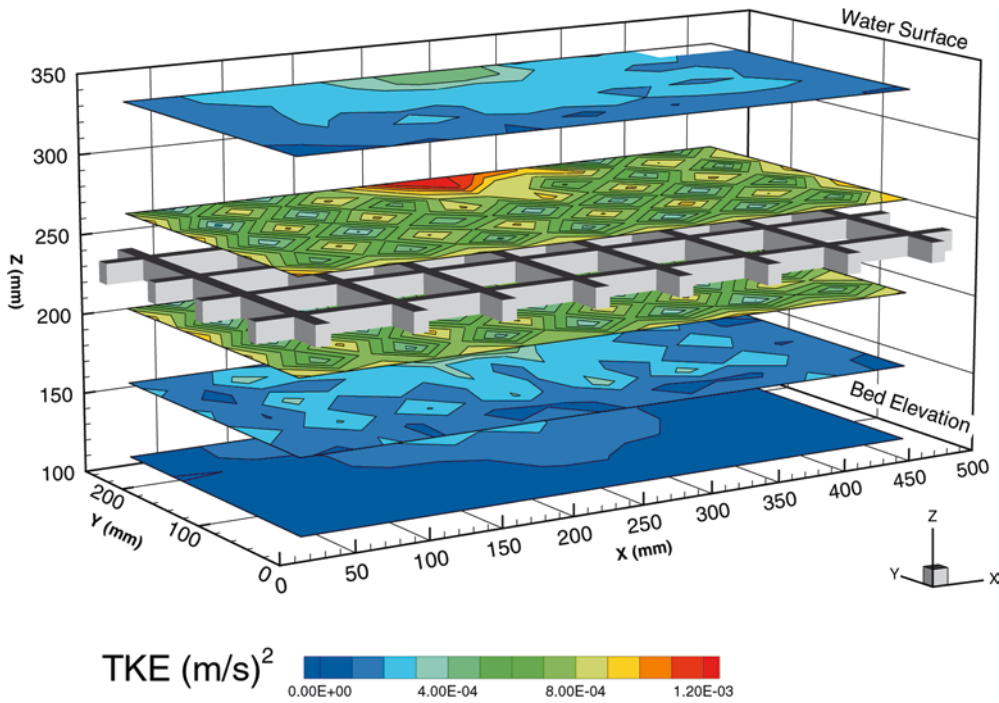 Water Surface
350
300
250
200
150
100
Z (mm)
Bed Elevation
200
100
0
Y (mm)
0
50
100
150
200
250
300
350
400
450
500
X (mm)
Z
Y
X
TKE (m/s)2
0.00E+00 4.00E-04 8.00E-04 1.20E-03